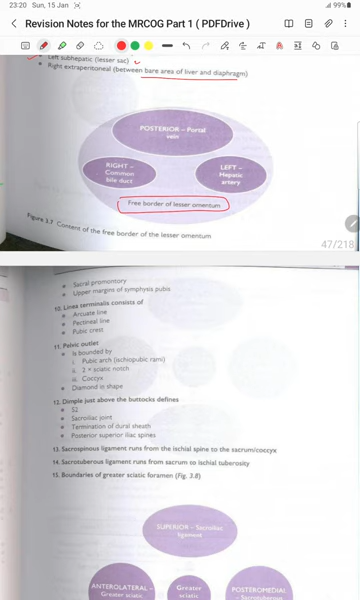 23:20 Sun, 15 Jan
Revision Notes for the MRCOG Part 1 ( PDFDrive )
Left subhepatic (lesser sac)
Right extraperitoneal (between bare area of liver and diaphragm)
POSTERIOR – Portal
vein
RIGHT –
Common
bile duct
LEFT –
Hepatic
artery
Free border of lesser omentum
Figure 3.7 Content of the free border of the lesser omentum
47/218
Sacral promontory
Upper margins of symphysis pubis
10. Linea terminalis consists of
Arcuate line
Pectineal line
Pubic crest
11. Pelvic outlet
Is bounded by
i. Pubic arch (ischiopubic rami)
ii. 2 × sciatic notch
iii. Coccyx
Diamond in shape
12. Dimple just above the buttocks defines
S2
Sacroiliac joint
Termination of dural sheath
Posterior superior iliac spines
13. Sacrospinous ligament runs from the ischial spine to the sacrum/coccyx
14. Sacrotuberous ligament runs from sacrum to ischial tuberosity
15. Boundaries of greater sciatic foramen (Fig. 3.8)
SUPERIOR – Sacroiliac
ligament
ANTEROLATERAL –
Greater sciatic
Greater
sciatic
POSTEROMEDIAL
– Sacrotuberous